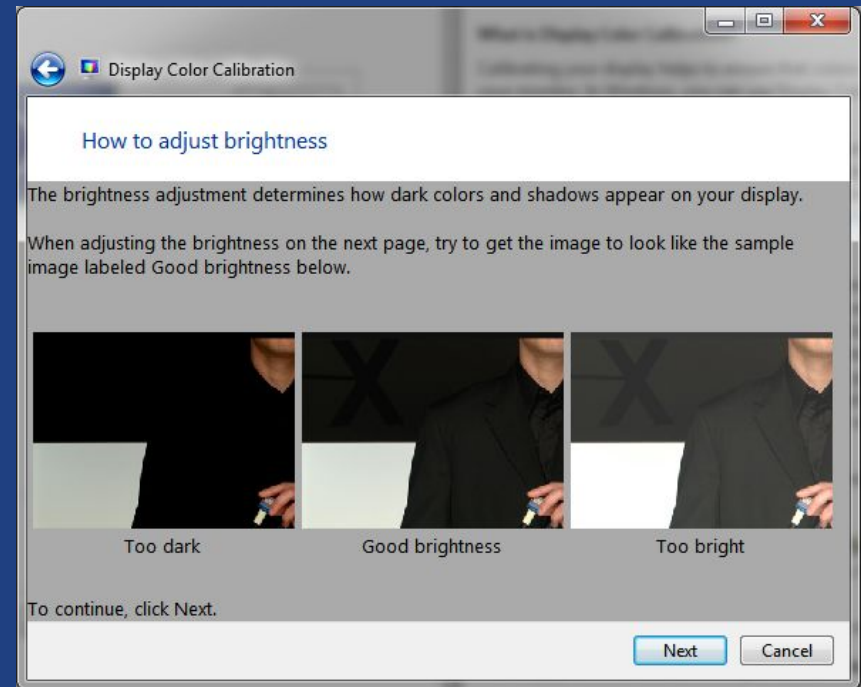 Display Color Calibration
How to adjust brightness
The brightness adjustment determines how dark colors and shadows appear on your display.
When adjusting the brightness on the next page, try to get the image to look like the sample
image labeled Good brightness below.
X
X
Too dark
Good brightness
Too bright
To continue, click Next.
Next
Cancel